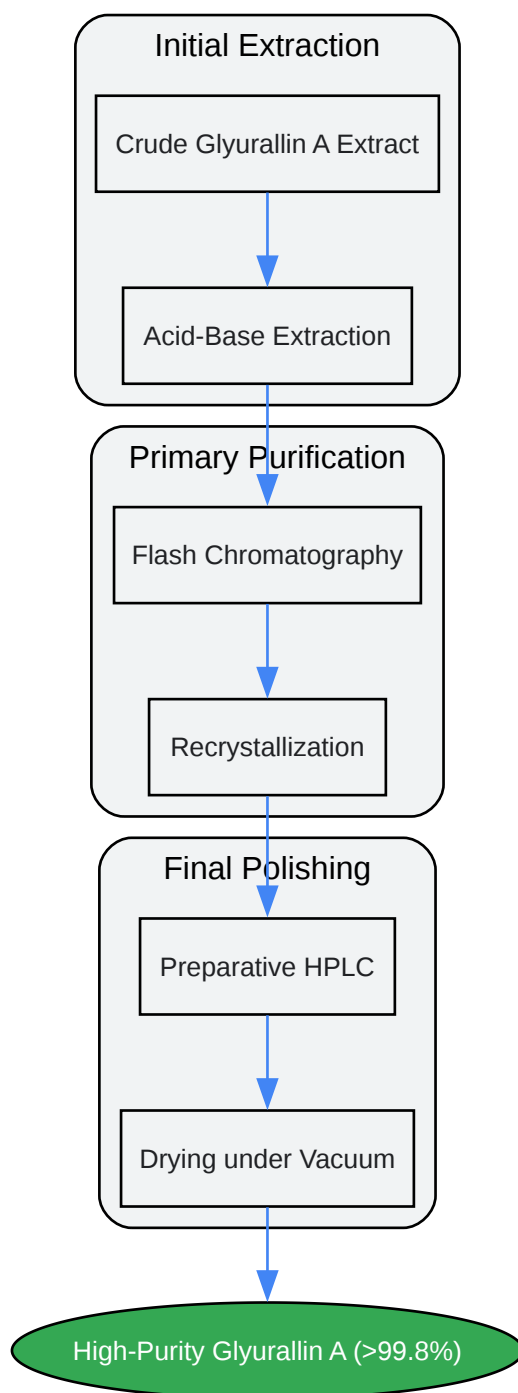 Initial Extraction
Crude Glyurallin A Extract
Acid-Base Extraction
Primary Purification
Flash Chromatography
Recrystallization
Final Polishing
Preparative HPLC
Drying under Vacuum
High-Purity Glyurallin A (>99.8%)